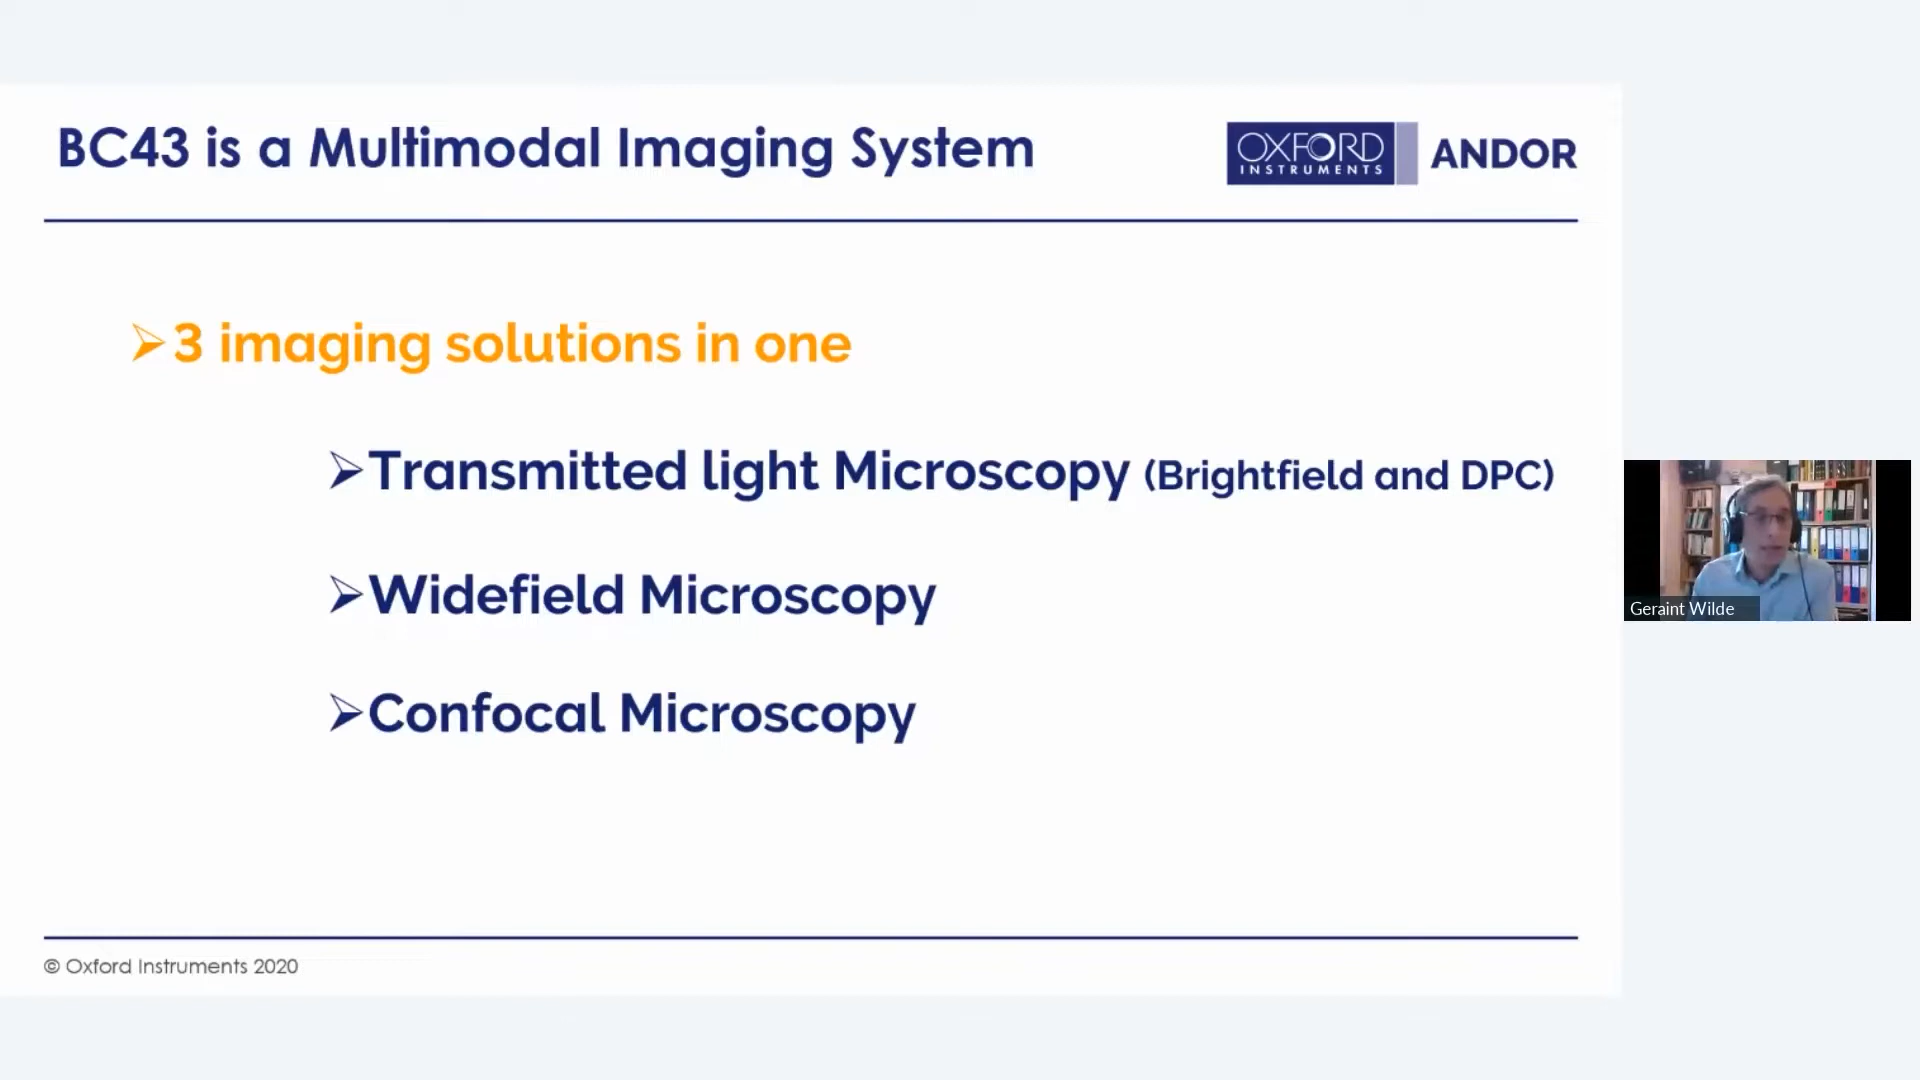 BC43 is a Multimodal Imaging System
OXFORD INSTRUMENTS ANDOR
➢3 imaging solutions in one
➢Transmitted light Microscopy (Brightfield and DPC)
➢Widefield Microscopy
➢Confocal Microscopy
Geraint Wilde
© Oxford Instruments 2020